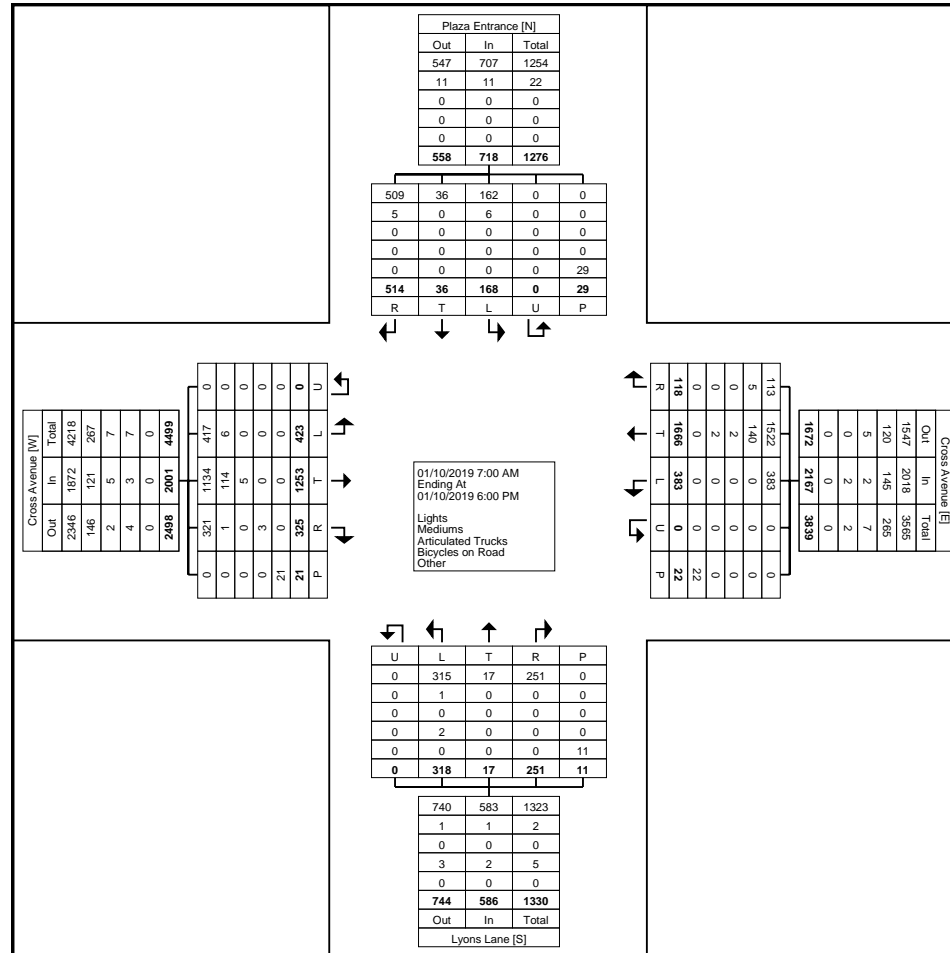 Plaza Entrance [N]
Out In Total
547 707 1254
11 11 22
0 0 0
0 0 0
0 0 0
558 718 1276
509 36 162 0 0
5 0 6 0 0
0 0 0 0 0
0 0 0 0 0
0 0 0 0 29
514 36 168 0 29
R T L U P
Cross Avenue [W]
Total 4218 267 7 7 0 4499
In 1872 121 5 3 0 2001
Out 2346 146 2 4 0 2498
0 0 0 0 0 0 U
417 6 0 0 0 423 L
1134 114 5 0 0 1253 T
321 1 0 3 0 325 R
0 0 0 0 21 21 P
01/10/2019 7:00 AM
Ending At
01/10/2019 6:00 PM
Lights
Mediums
Articulated Trucks
Bicycles on Road
Other
R 118 0 0 0 5 113
T 1666 0 2 2 140 1522
L 383 0 0 0 0 383
U 0 0 0 0 0 0
P 22 22 0 0 0 0
1672 0 0 5 120 1547 Out
2167 0 2 2 145 2018 In
3839 0 2 7 265 3565 Total
Cross Avenue [E]
U L T R P
0 315 17 251 0
0 1 0 0 0
0 0 0 0 0
0 2 0 0 0
0 0 0 0 11
0 318 17 251 11
740 583 1323
1 1 2
0 0 0
3 2 5
0 0 0
744 586 1330
Out In Total
Lyons Lane [S]